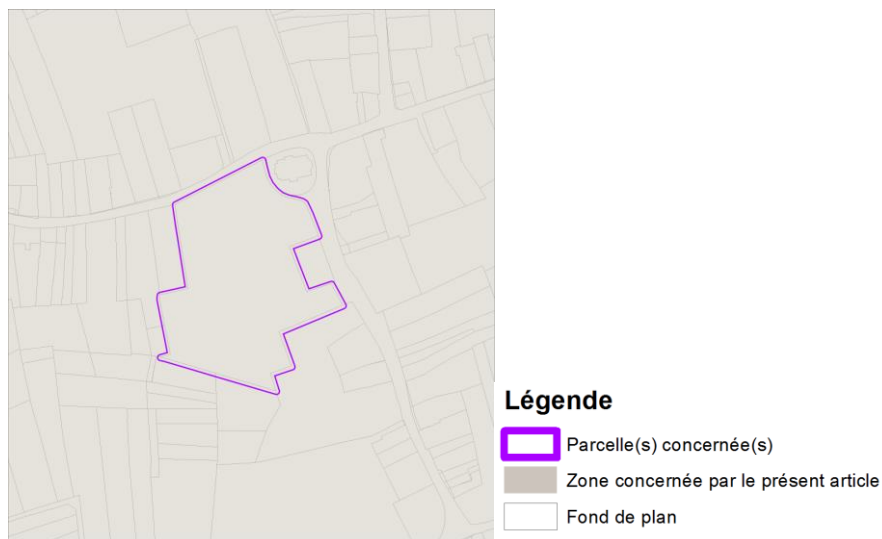 Légende
Parcelle(s) concernée(s)
Zone concernée par le présent article
Fond de plan